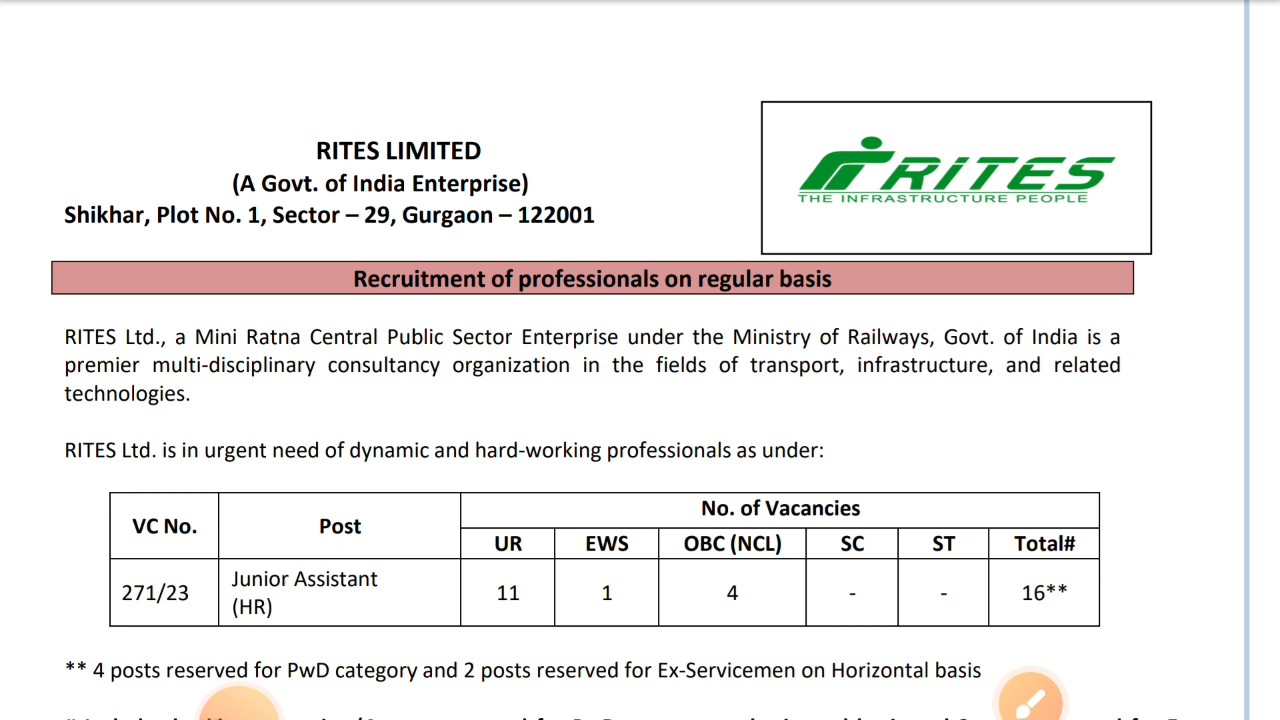 RITES LIMITED
(A Govt. of India Enterprise)
Shikhar, Plot No. 1, Sector – 29, Gurgaon – 122001
RITES
THE INFRASTRUCTURE PEOPLE
Recruitment of professionals on regular basis
RITES Ltd., a Mini Ratna Central Public Sector Enterprise under the Ministry of Railways, Govt. of India is a
premier multi-disciplinary consultancy organization in the fields of transport, infrastructure, and related
technologies.
RITES Ltd. is in urgent need of dynamic and hard-working professionals as under:
VC No. Post No. of Vacancies
UR EWS OBC (NCL) SC ST Total#
271/23 Junior Assistant (HR) 11 1 4 - - 16**
** 4 posts reserved for PwD category and 2 posts reserved for Ex-Servicemen on Horizontal basis